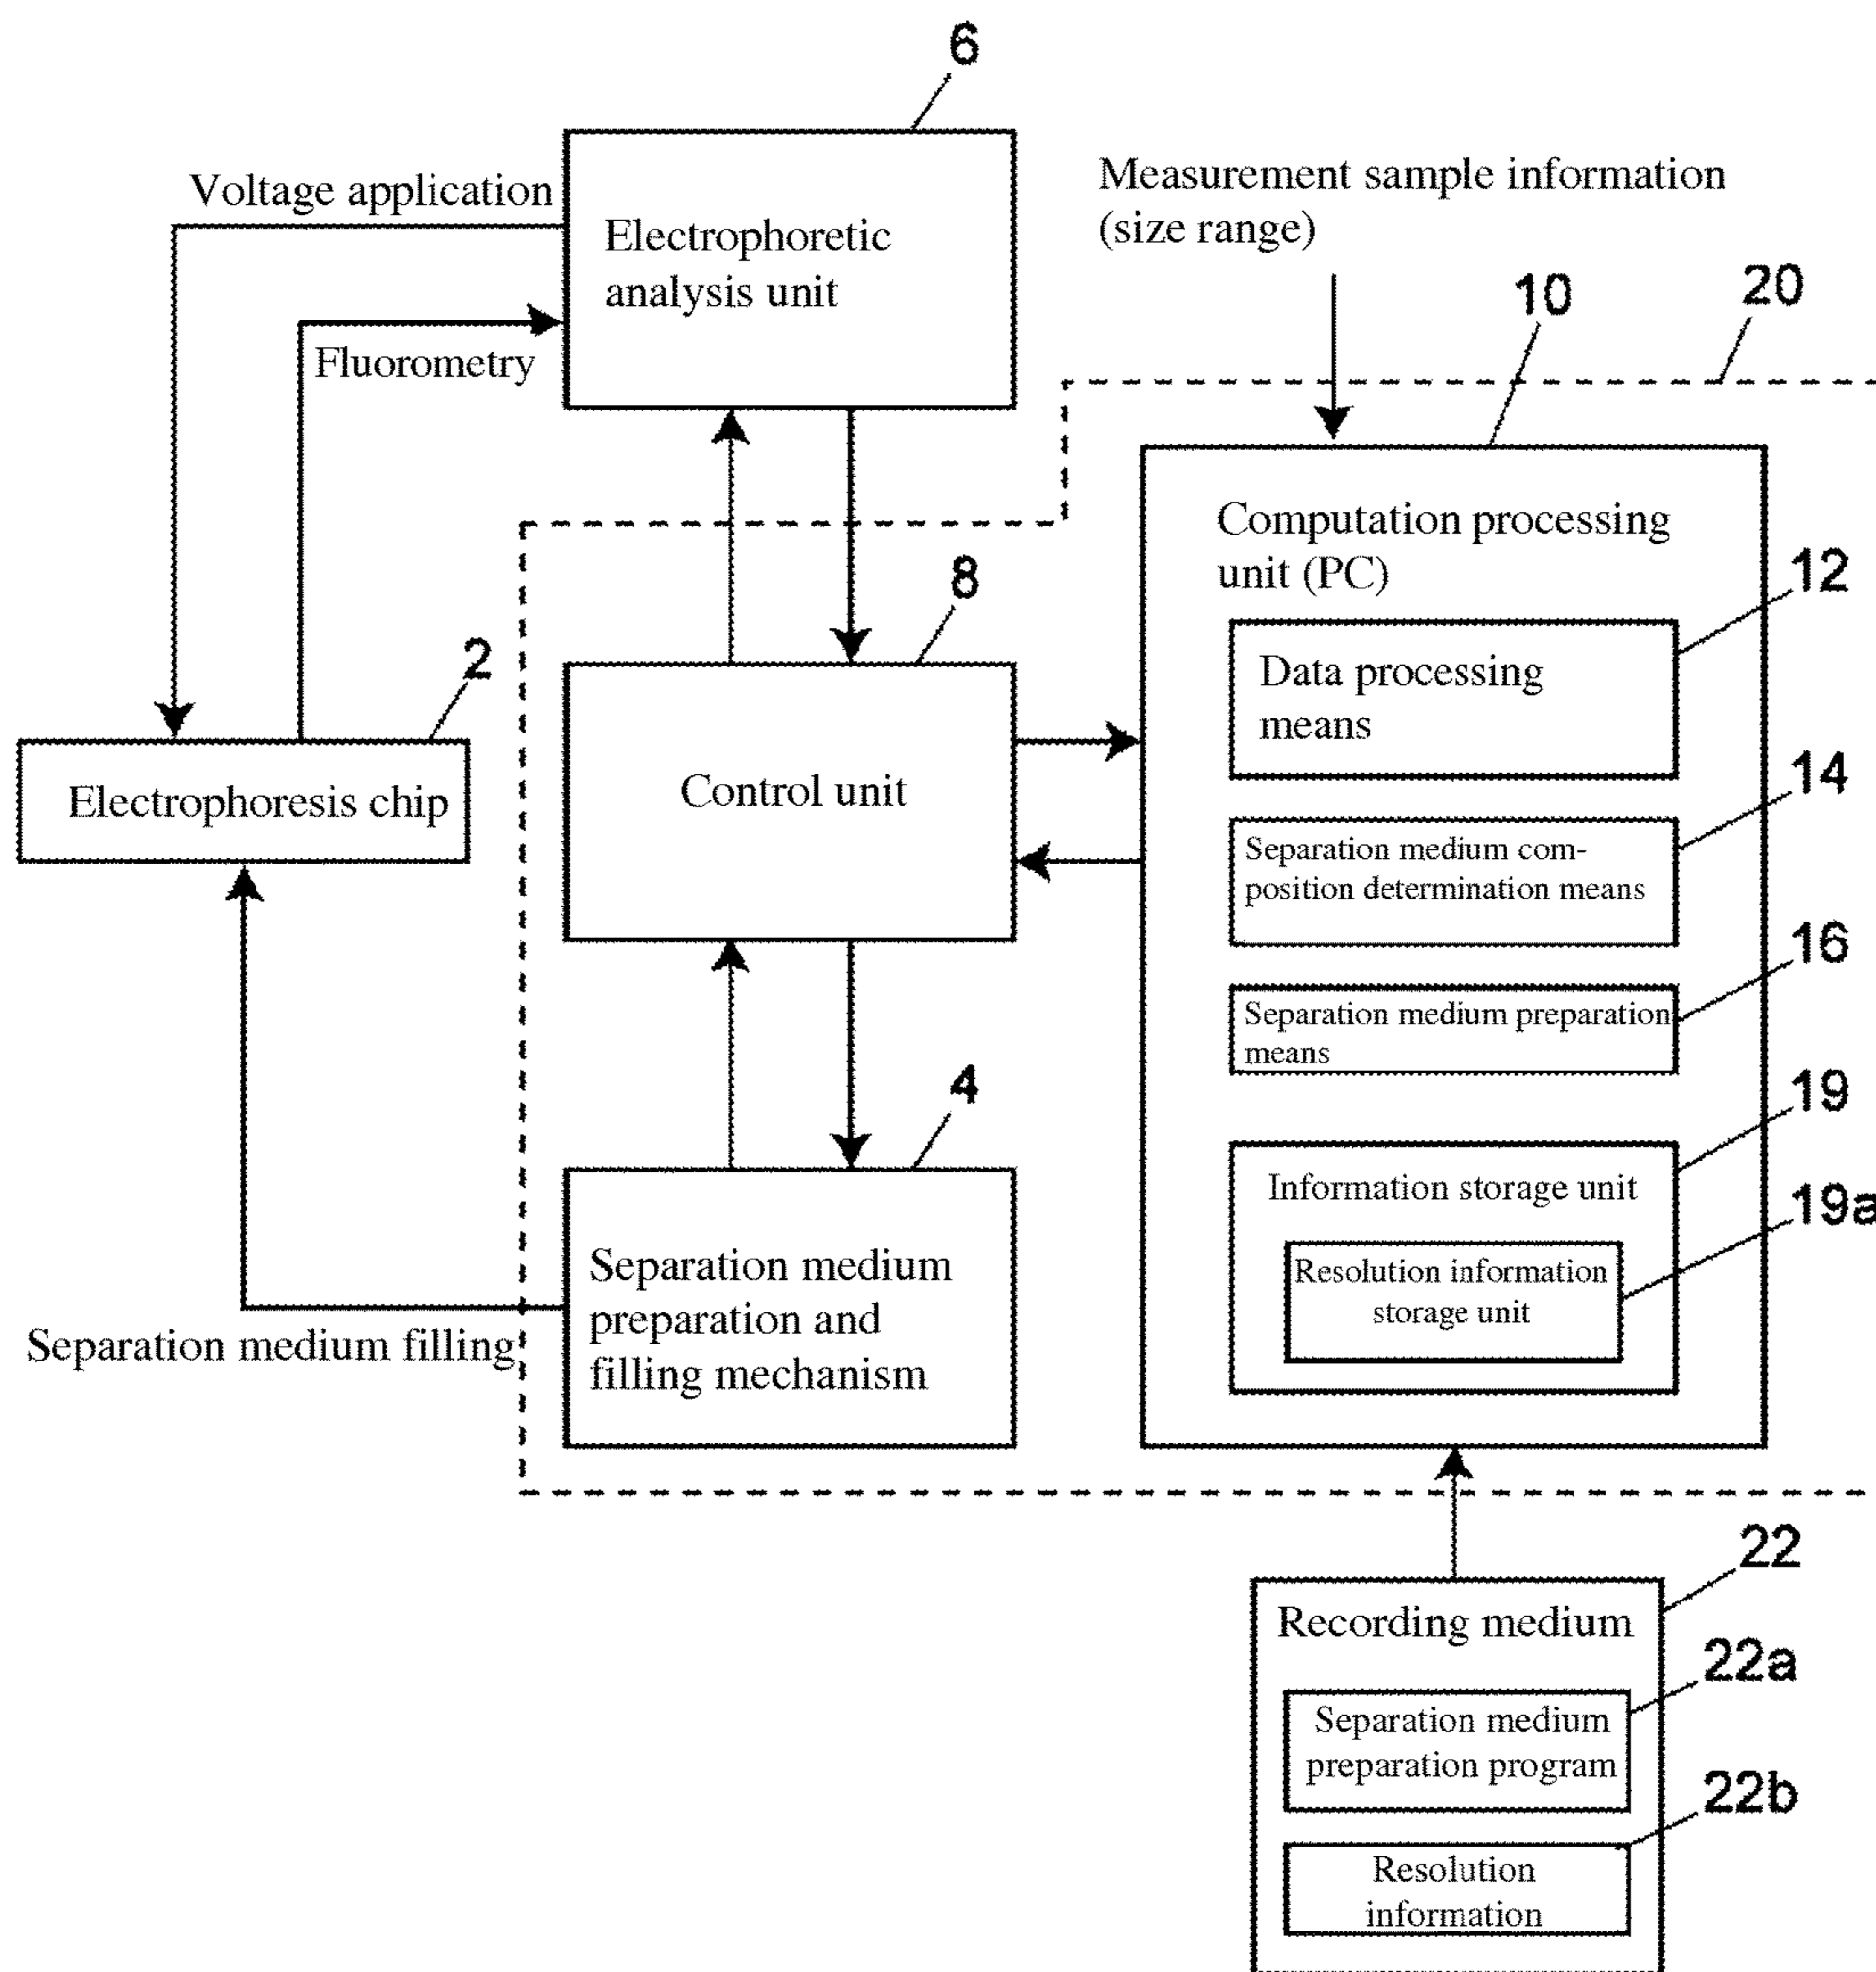 6
Voltage application
Electrophoretic
analysis unit
Fluorometry
Measurement sample information
(size range)
10
20
Computation processing
unit (PC)
12
Data processing
means
14
Separation medium com-
position determination means
16
Separation medium preparation
means
19
Information storage unit
19a
Resolution information
storage unit
8
Control unit
2
Electrophoresis chip
4
Separation medium
preparation and
filling mechanism
Separation medium filling
22
Recording medium
22a
Separation medium
preparation program
22b
Resolution
information